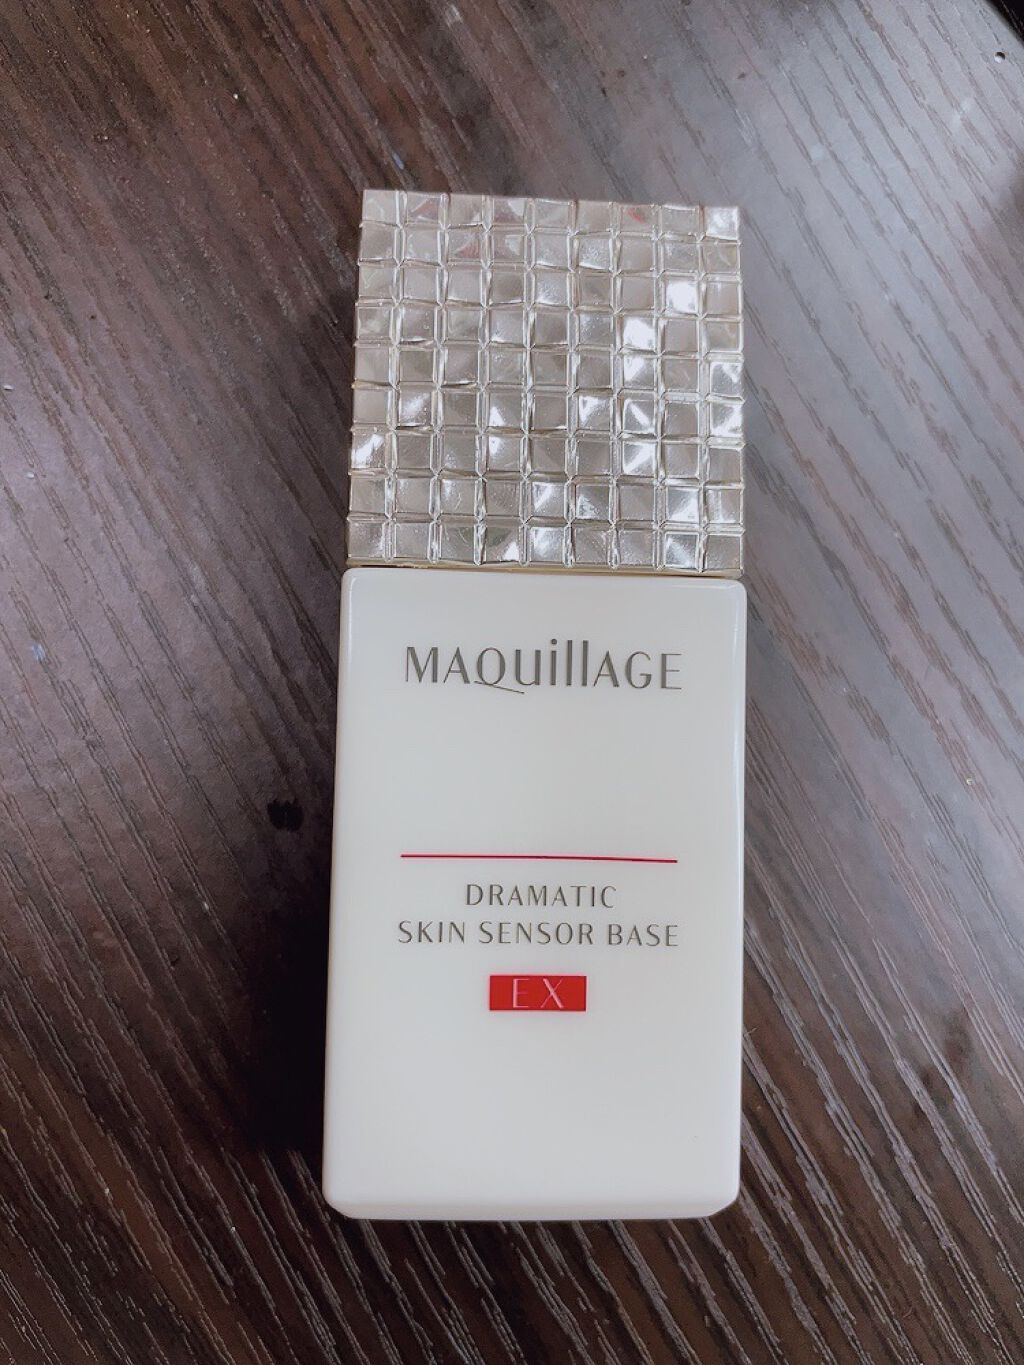 MAQuillAGE
DRAMATIC
SKIN SENSOR BASE
EX